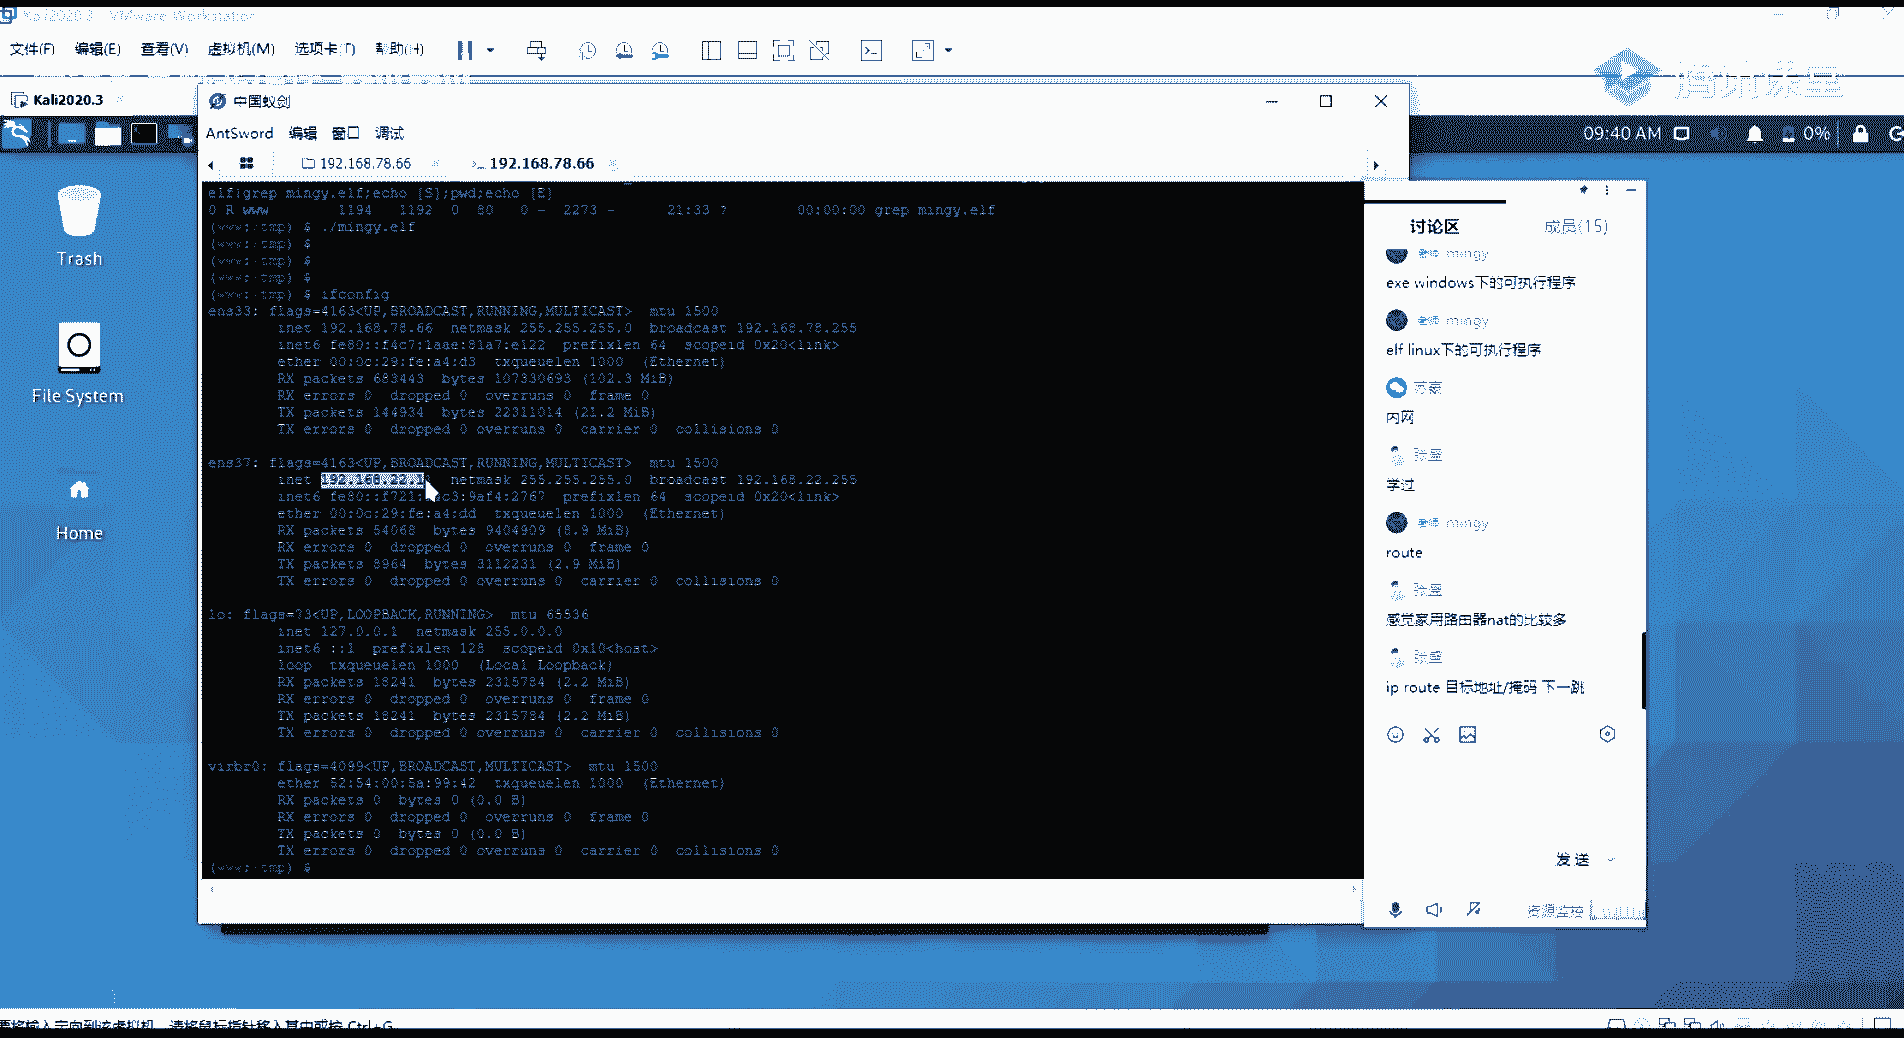 Kali2020.3 - VMware Workstation
文件(F) 编辑(E) 查看(V) 虚拟机(M) 选项卡(T) 帮助(H)
腾讯课堂
Kali2020.3
09:40 AM
0%
中国蚁剑
AntSword 编辑 窗口 调试
192.168.78.66
192.168.78.66
Trash
File System
Home
elf|grep mingy.elf;echo [S];pwd;echo [E]
0 R www 1194 1192 0 80 0 - 2273 - 21:33 ? 00:00:00 grep mingy.elf
(www:/tmp) $ ./mingy.elf
(www:/tmp) $
(www:/tmp) $
(www:/tmp) $
(www:/tmp) $ ifconfig
ens33: flags=4163<UP,BROADCAST,RUNNING,MULTICAST> mtu 1500
inet 192.168.78.66 netmask 255.255.255.0 broadcast 192.168.78.255
inet6 fe80::f4c7:1aae:81a7:e122 prefixlen 64 scopeid 0x20<link>
ether 00:0c:29:fe:a4:d3 txqueuelen 1000 (Ethernet)
RX packets 683443 bytes 107330693 (102.3 MiB)
RX errors 0 dropped 0 overruns 0 frame 0
TX packets 144934 bytes 22311014 (21.2 MiB)
TX errors 0 dropped 0 overruns 0 carrier 0 collisions 0
ens37: flags=4163<UP,BROADCAST,RUNNING,MULTICAST> mtu 1500
inet netmask 255.255.255.0 broadcast 192.168.22.255
inet6 prefixlen 64 scopeid 0x20<link>
ether 00:0c:29:fe:a4:dd txqueuelen 1000 (Ethernet)
RX packets 54068 bytes 9404909 (8.9 MiB)
RX errors 0 dropped 0 overruns 0 frame 0
TX packets 8964 bytes 3112231 (2.9 MiB)
TX errors 0 dropped 0 overruns 0 carrier 0 collisions 0
lo: flags=73<UP,LOOPBACK,RUNNING> mtu 65536
inet 127.0.0.1 netmask 255.0.0.0
inet6 ::1 prefixlen 128 scopeid 0x10<host>
loop txqueuelen 1000 (Local Loopback)
RX packets 18241 bytes 2315784 (2.2 MiB)
RX errors 0 dropped 0 overruns 0 frame 0
TX packets 18241 bytes 2315784 (2.2 MiB)
TX errors 0 dropped 0 overruns 0 carrier 0 collisions 0
virbr0: flags=4099<UP,BROADCAST,MULTICAST> mtu 1500
ether 52:54:00:5a:99:42 txqueuelen 1000 (Ethernet)
RX packets 0 bytes 0 (0.0 B)
RX errors 0 dropped 0 overruns 0 frame 0
TX packets 0 bytes 0 (0.0 B)
TX errors 0 dropped 0 overruns 0 carrier 0 collisions 0
(www:/tmp) $
讨论区 成员(15)
老师 mingy
exe windows下的可执行程序
老师 mingy
elf linux下的可执行程序
内网
学过
老师 mingy
route
感觉家用路由器nat的比较多
ip route 目标地址/掩码 下一跳
发送
资源监控
要将输入定向到该虚拟机，请将鼠标指针移入其中或按 Ctrl+G。